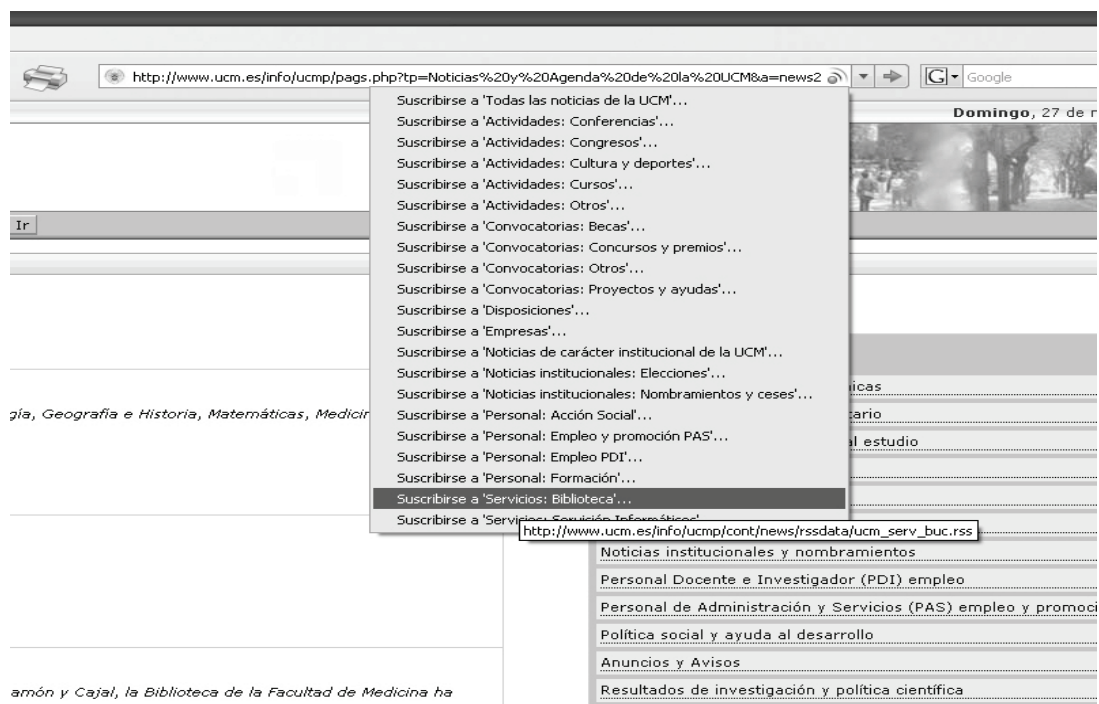 http://www.ucm.es/info/ucmp/pags.php?tp=Noticias%20y%20Agenda%20de%20la%20UCM&a=news2
G Google
Suscribirse a 'Todas las noticias de la UCM'...
Domingo, 27 de
Suscribirse a 'Actividades: Conferencias'...
Suscribirse a 'Actividades: Congresos'...
Suscribirse a 'Actividades: Cultura y deportes'...
Suscribirse a 'Actividades: Cursos'...
Suscribirse a 'Actividades: Otros'...
Ir
Suscribirse a 'Convocatorias: Becas'...
Suscribirse a 'Convocatorias: Concursos y premios'...
Suscribirse a 'Convocatorias: Otros'...
Suscribirse a 'Convocatorias: Proyectos y ayudas'...
Suscribirse a 'Disposiciones'...
Suscribirse a 'Empresas'...
Suscribirse a 'Noticias de carácter institucional de la UCM'...
Suscribirse a 'Noticias institucionales: Elecciones'...
Suscribirse a 'Noticias institucionales: Nombramientos y ceses'...
Suscribirse a 'Personal: Acción Social'...
Suscribirse a 'Personal: Empleo y promoción PAS'...
Suscribirse a 'Personal: Empleo PDI'...
Suscribirse a 'Personal: Formación'...
Suscribirse a 'Servicios: Biblioteca'...
Suscribirse a 'Servicios: Servición Informáticos'
http://www.ucm.es/info/ucmp/cont/news/rssdata/ucm_serv_buc.rss
gía, Geografía e Historia, Matemáticas, Medicin
icas
tario
al estudio
Noticias institucionales y nombramientos
Personal Docente e Investigador (PDI) empleo
Personal de Administración y Servicios (PAS) empleo y promoci
Política social y ayuda al desarrollo
Anuncios y Avisos
Resultados de investigación y política científica
amón y Cajal, la Biblioteca de la Facultad de Medicina ha